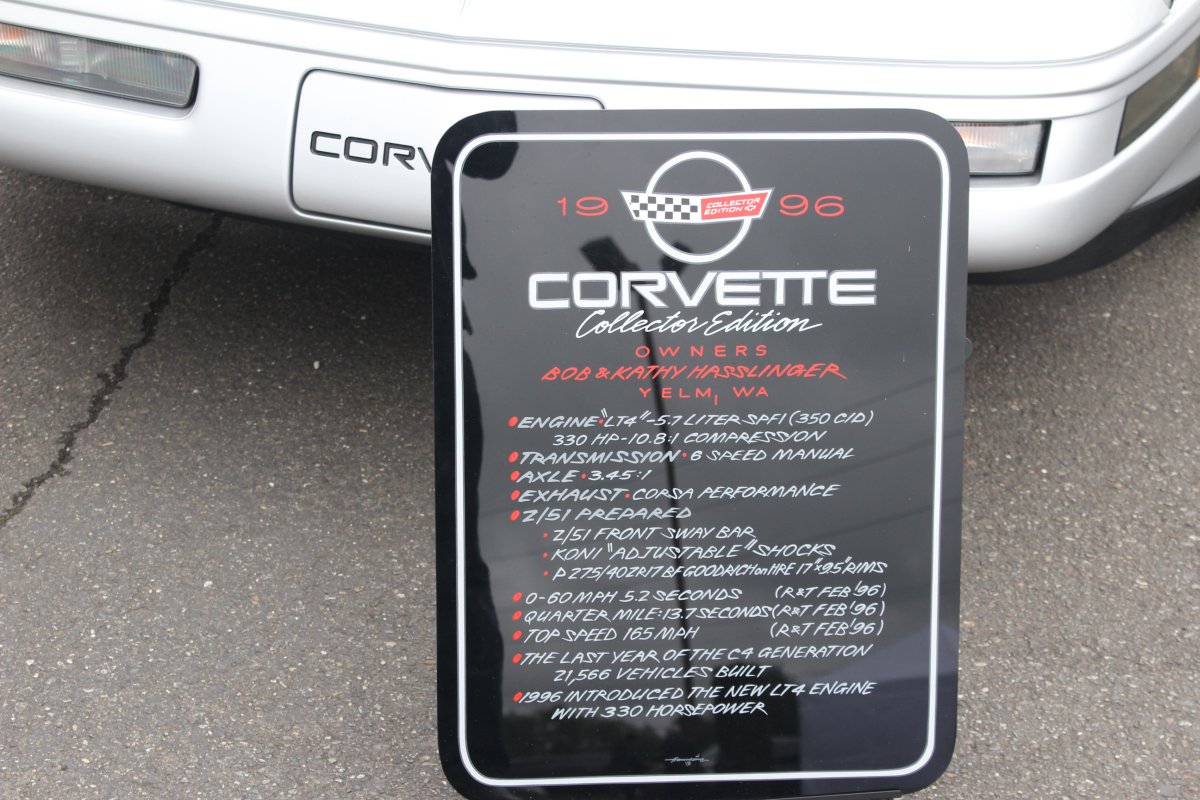 CORV
19 COLLECTOR EDITION 96
CORVETTE
Collector Edition
OWNERS
BOB & KATHY HASSLINGER
YELM, WA
• ENGINE • "LT4" - 5.7 LITER SPFI (350 CID)
330 HP - 10.8:1 COMPRESSION
• TRANSMISSION • 6 SPEED MANUAL
• AXLE • 3.45:1
• EXHAUST • CORSA PERFORMANCE
• Z/51 PREPARED
• Z/51 FRONT SWAY BAR
• KONI "ADJUSTABLE" SHOCKS
• P275/40ZR17 BF GOODRICH on HRE 17"x9.5" RIMS
• 0-60 MPH 5.2 SECONDS (R&T FEB '96)
• QUARTER MILE: 13.7 SECONDS (R&T FEB '96)
• TOP SPEED 165 MPH (R&T FEB '96)
• THE LAST YEAR OF THE C4 GENERATION
21,566 VEHICLES BUILT
• 1996 INTRODUCED THE NEW LT4 ENGINE
WITH 330 HORSEPOWER